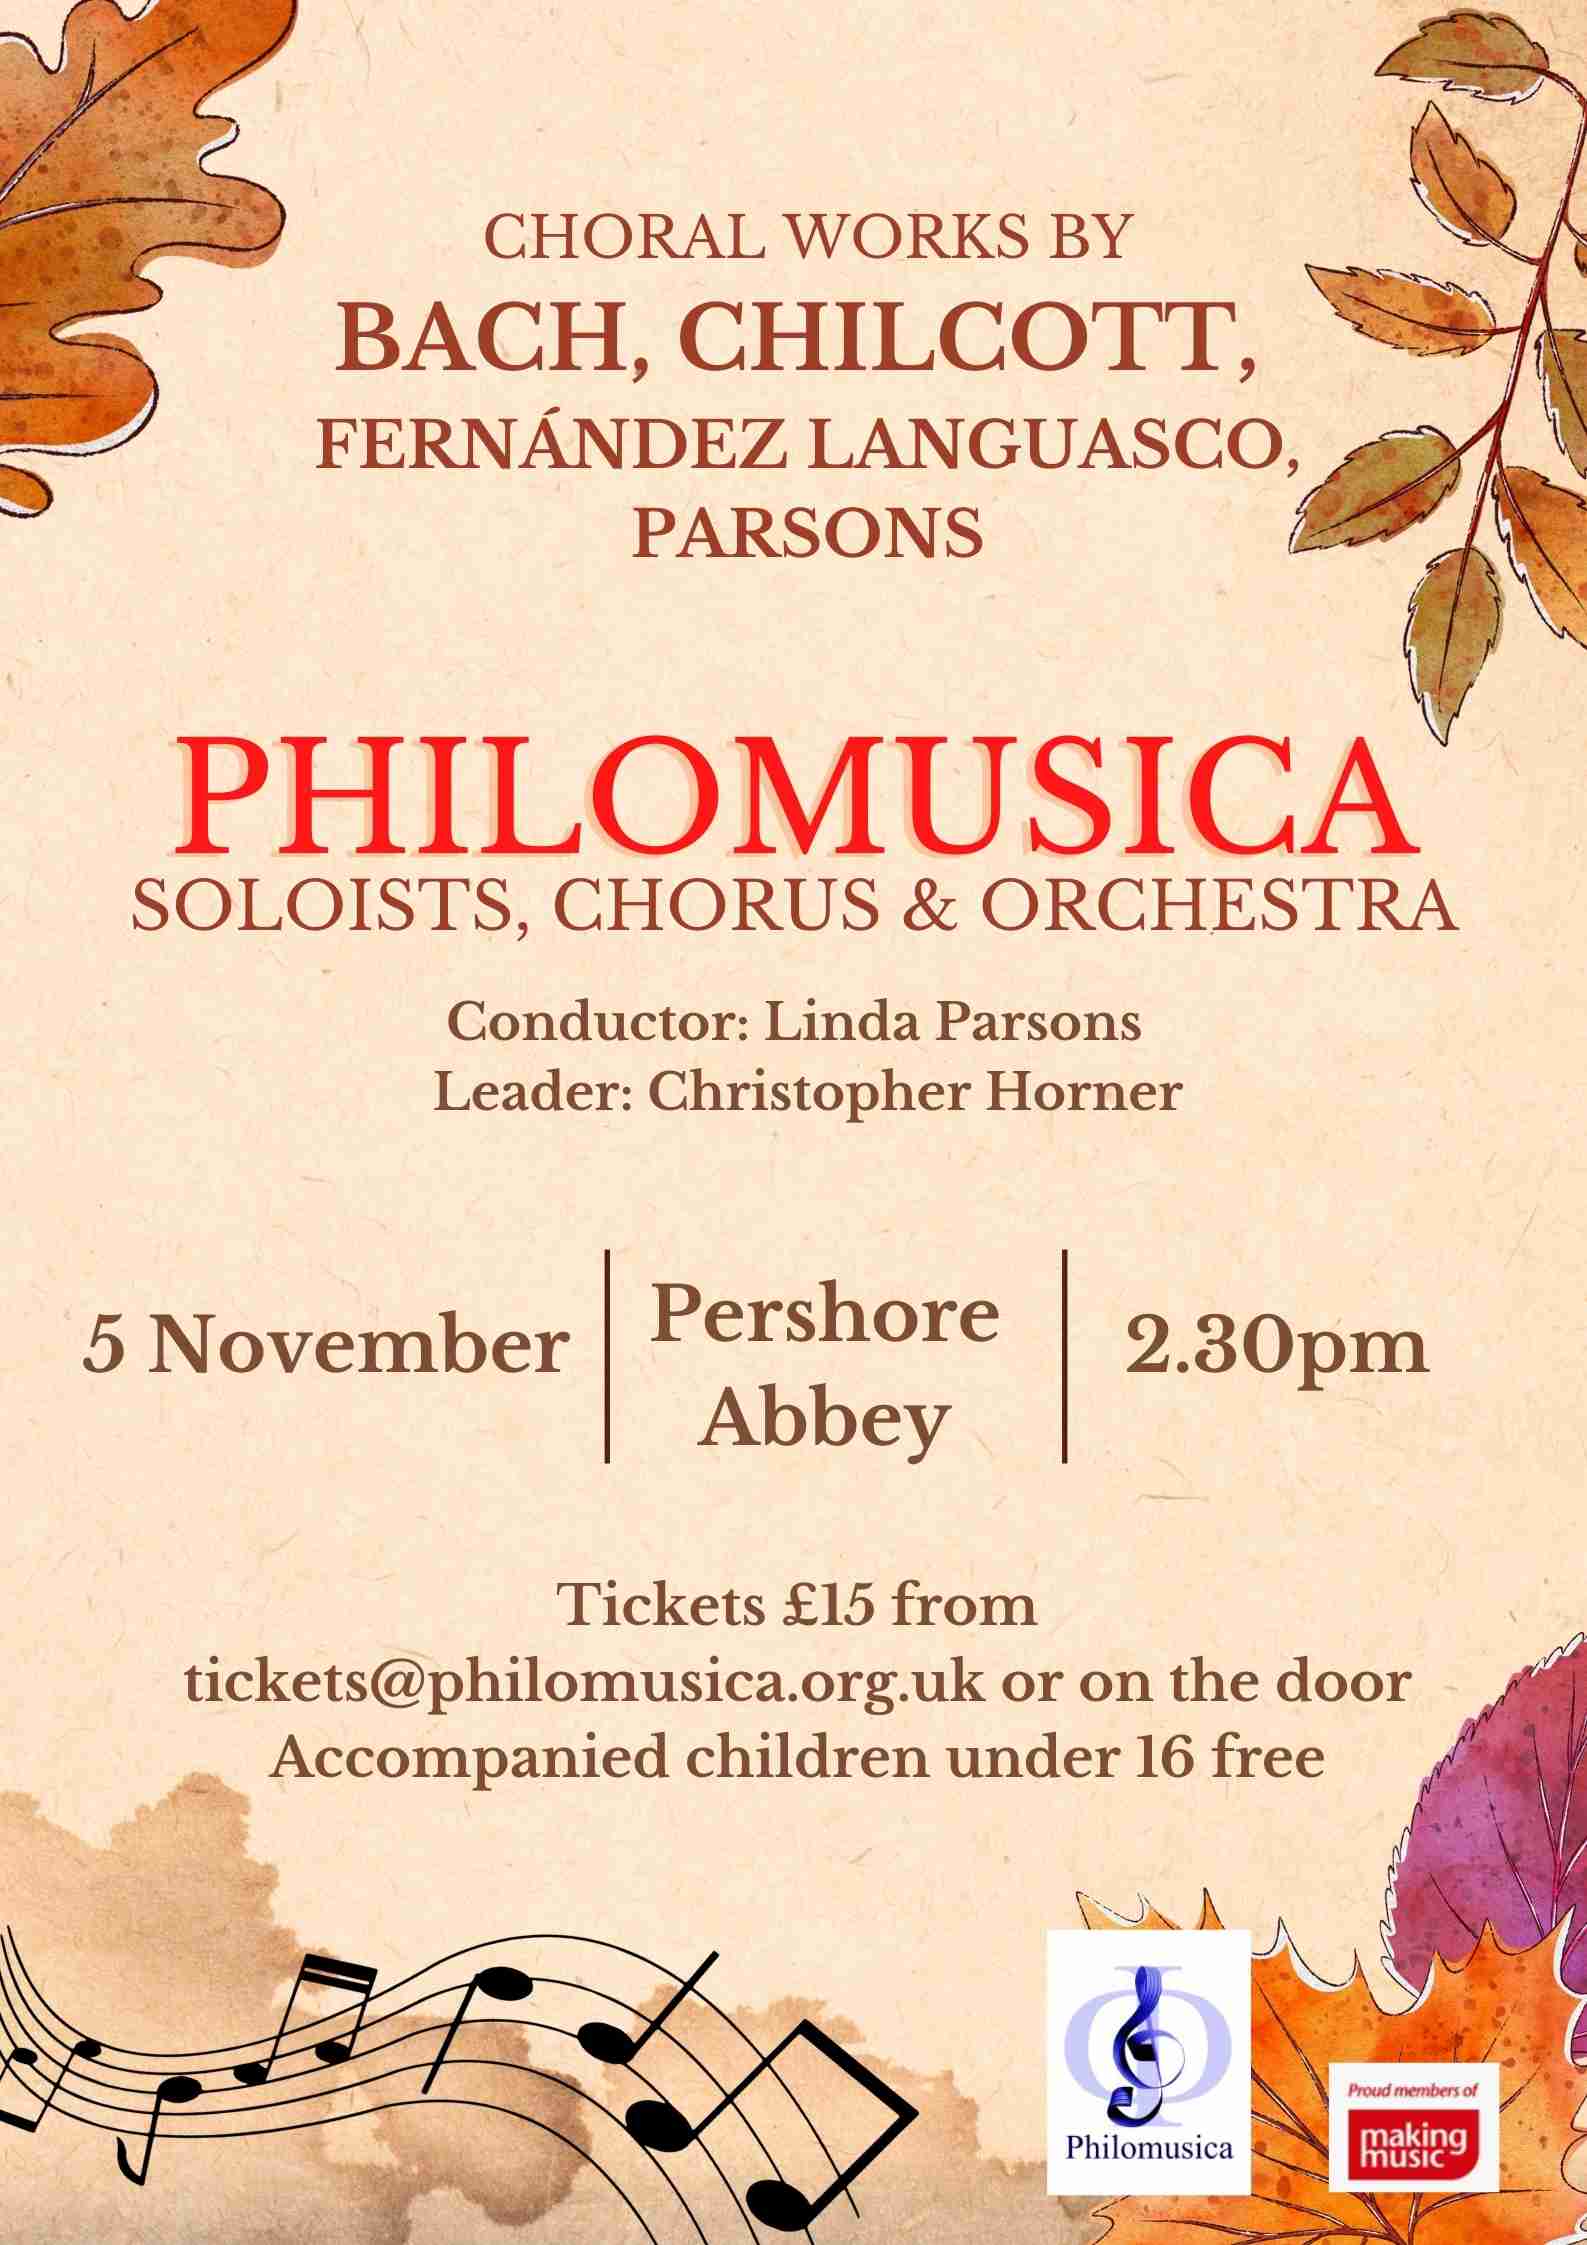 CHORAL WORKS BY
BACH, CHILCOTT,
FERNÁNDEZ LANGUASCO,
PARSONS
PHILOMUSICA
SOLOISTS, CHORUS & ORCHESTRA
Conductor: Linda Parsons
Leader: Christopher Horner
5 November
Pershore
Abbey
2.30pm
Tickets £15 from
tickets@philomusica.org.uk or on the door
Accompanied children under 16 free
Philomusica
Proud members of
making
music